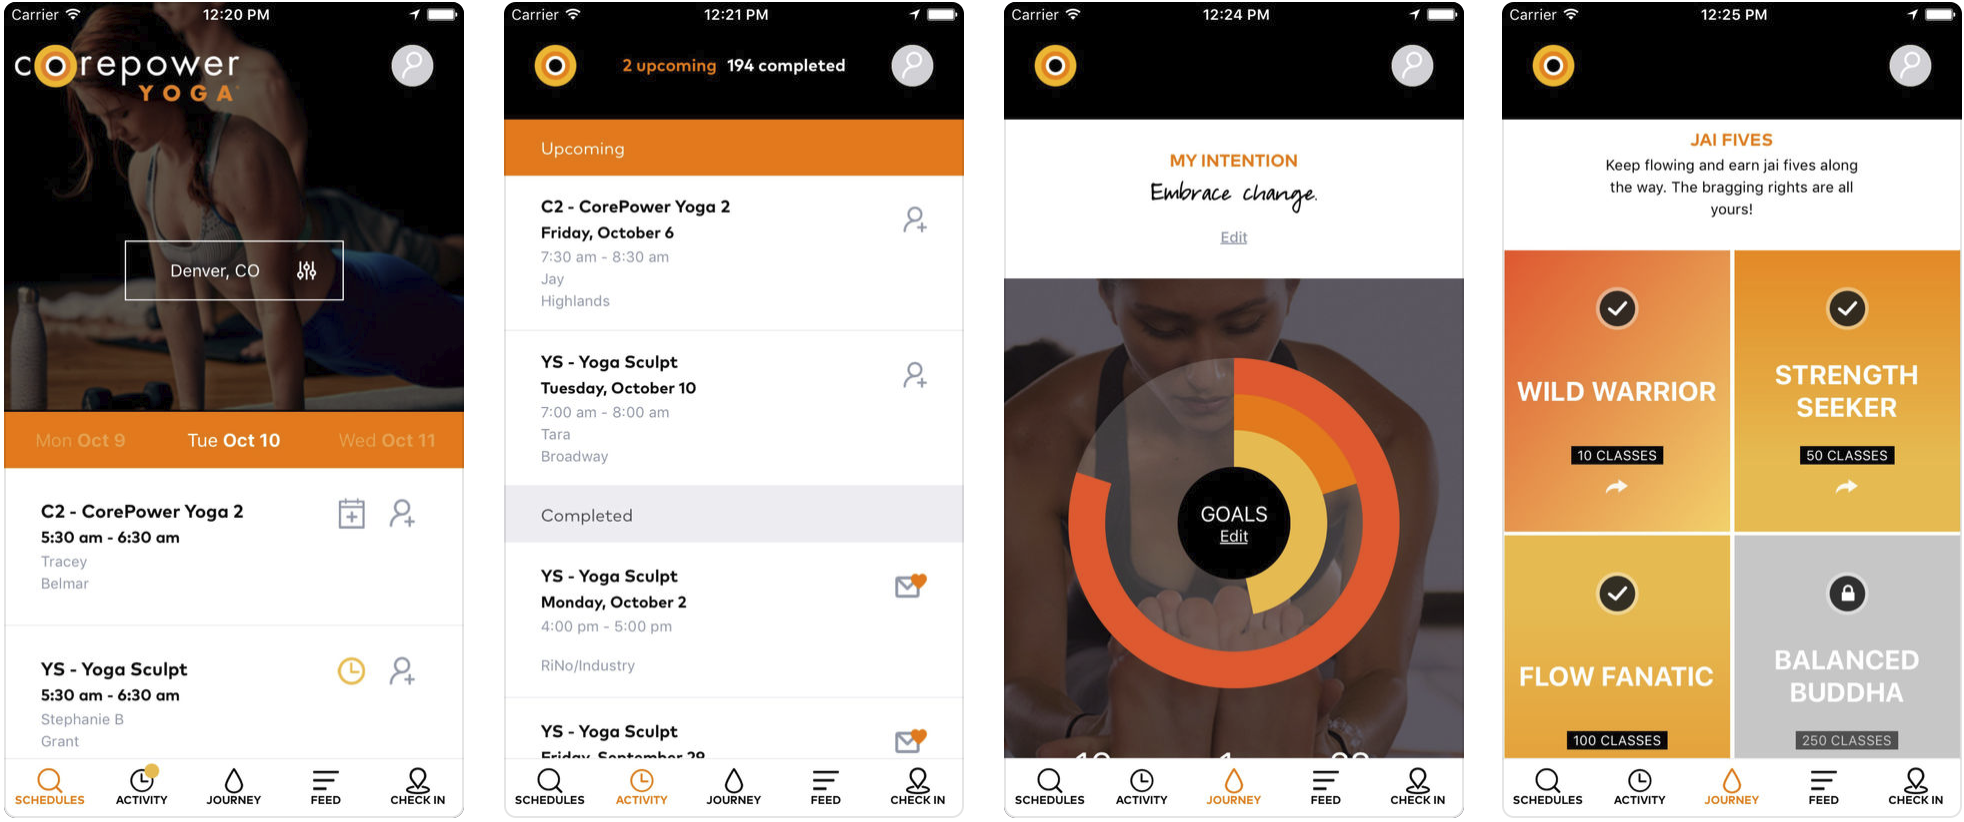 Carrier 12:20 PM
corepower
YOGA
Denver, CO
Mon Oct 9 Tue Oct 10 Wed Oct 11
C2 - CorePower Yoga 2
5:30 am - 6:30 am
Tracey
Belmar
YS - Yoga Sculpt
5:30 am - 6:30 am
Stephanie B
Grant
SCHEDULES ACTIVITY JOURNEY FEED CHECK IN
Carrier 12:21 PM
2 upcoming 194 completed
Upcoming
C2 - CorePower Yoga 2
Friday, October 6
7:30 am - 8:30 am
Jay
Highlands
YS - Yoga Sculpt
Tuesday, October 10
7:00 am - 8:00 am
Tara
Broadway
Completed
YS - Yoga Sculpt
Monday, October 2
4:00 pm - 5:00 pm
RiNo/Industry
YS - Yoga Sculpt
Friday, September 29
SCHEDULES ACTIVITY JOURNEY FEED CHECK IN
Carrier 12:24 PM
MY INTENTION
Embrace change.
Edit
GOALS
Edit
SCHEDULES ACTIVITY JOURNEY FEED CHECK IN
Carrier 12:25 PM
JAI FIVES
Keep flowing and earn jai fives along
the way. The bragging rights are all
yours!
WILD WARRIOR
10 CLASSES
STRENGTH
SEEKER
50 CLASSES
FLOW FANATIC
100 CLASSES
BALANCED
BUDDHA
250 CLASSES
SCHEDULES ACTIVITY JOURNEY FEED CHECK IN